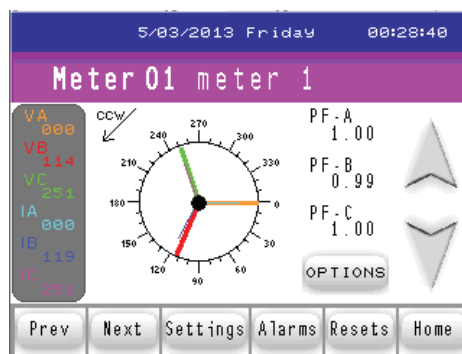 5/03/2013 Friday 00:28:40
Meter 01 meter 1
VA
000
VB
114
VC
251
IA
000
IB
119
IC
251
CCW
270
240
300
210
330
180
0
150
30
120
60
90
PF-A
1.00
PF-B
0.99
PF-C
1.00
OPTIONS
Prev Next Settings Alarms Resets Home